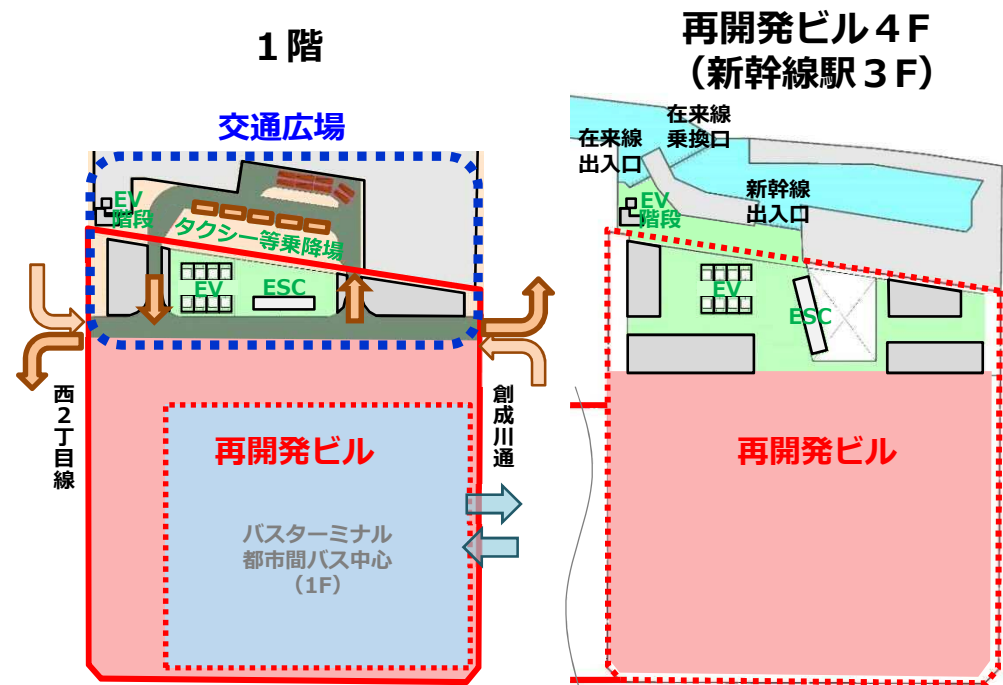 １階
交通広場
EV
階段
タクシー等乗降場
EV
ESC
西２丁目線
創成川通
再開発ビル
バスターミナル
都市間バス中心
（1F）
再開発ビル４F
（新幹線駅３F）
在来線
出入口
在来線
乗換口
新幹線
出入口
EV
階段
EV
ESC
再開発ビル